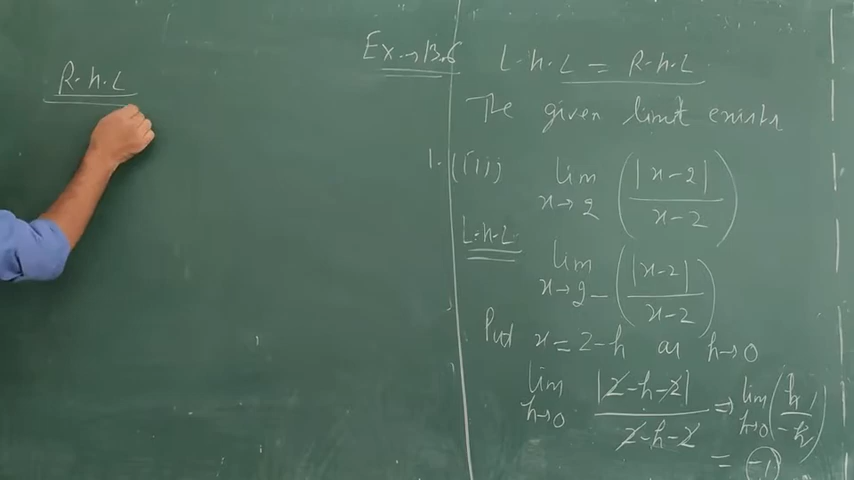 R.h.L
Ex.→13.6
L.h.L = R.h.L
The given limit exists
1. (iii) lim x→2 (|x-2| / x-2)
L.h.L.
lim x→2- (|x-2| / x-2)
Put x = 2-h as h→0
lim h→0 |2-h-2| / 2-h-2 ⇒ lim h→0 (h / -h)
= -1